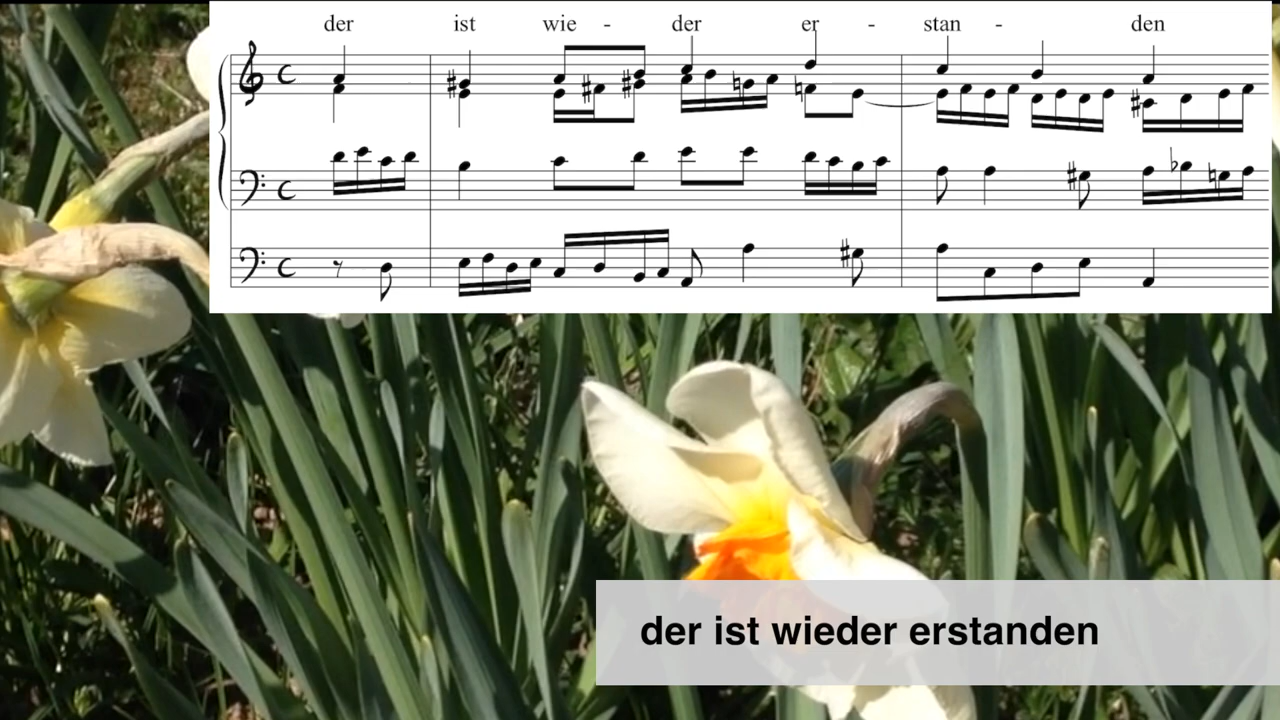 der ist wie - der er - stan - den
der ist wieder erstanden